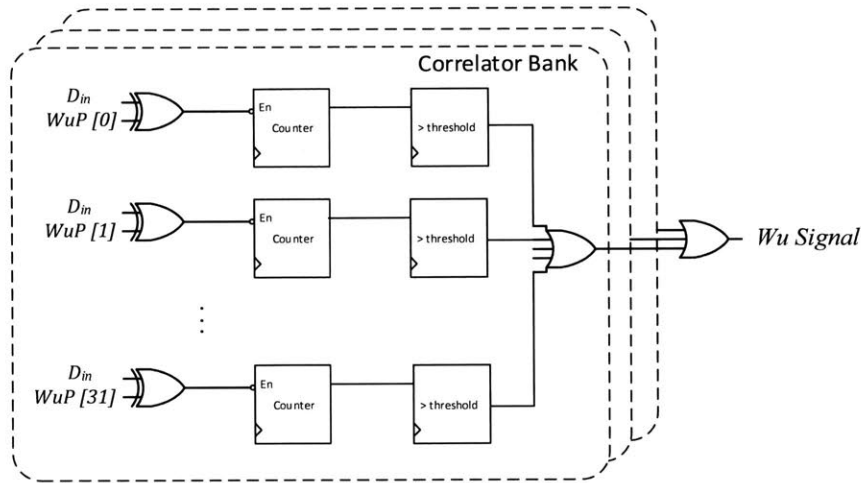 Correlator Bank
Din
WuP [0]
En
Counter
> threshold
Din
WuP [1]
En
Counter
> threshold
Wu Signal
Din
WuP [31]
En
Counter
> threshold